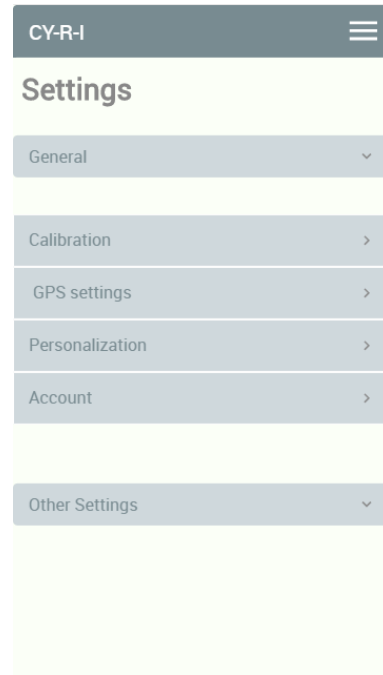 CY-R-I
Settings
General
Calibration
GPS settings
Personalization
Account
Other Settings